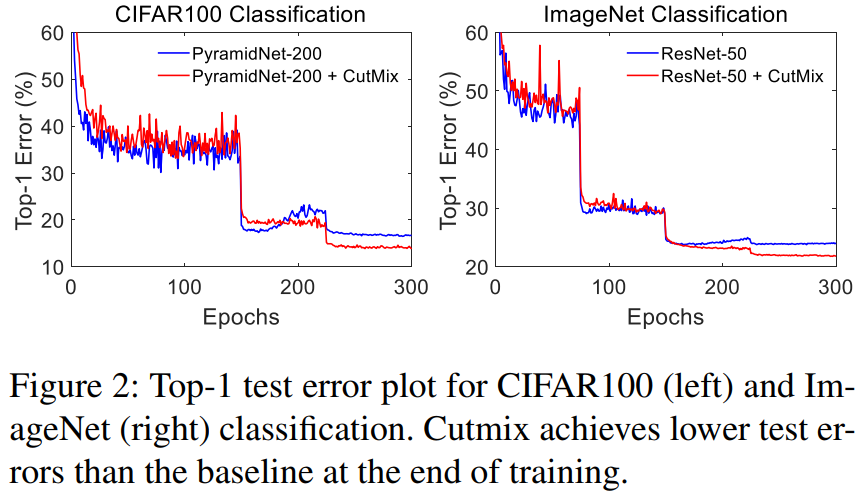 CIFAR100 Classification
60
50
40
30
20
10
0
100
200
300
Top-1 Error (%)
Epochs
PyramidNet-200
PyramidNet-200 + CutMix
ImageNet Classification
60
50
40
30
20
0
100
200
300
Top-1 Error (%)
Epochs
ResNet-50
ResNet-50 + CutMix
Figure 2: Top-1 test error plot for CIFAR100 (left) and Im-
ageNet (right) classification. Cutmix achieves lower test er-
rors than the baseline at the end of training.